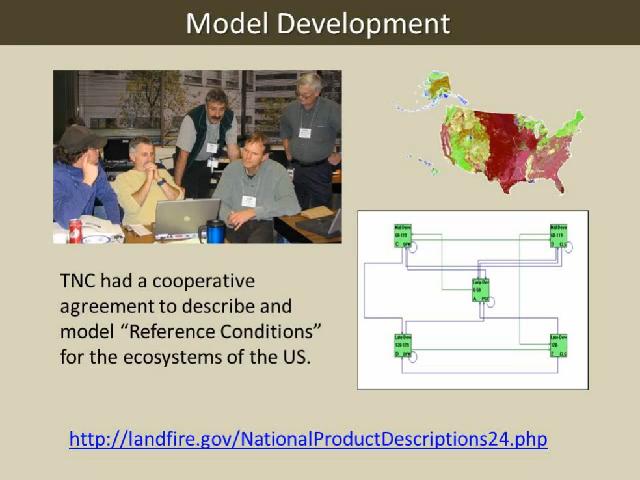 Model Development
TNC had a cooperative
agreement to describe and
model “Reference Conditions”
for the ecosystems of the US.
http://landfire.gov/NationalProductDescriptions24.php